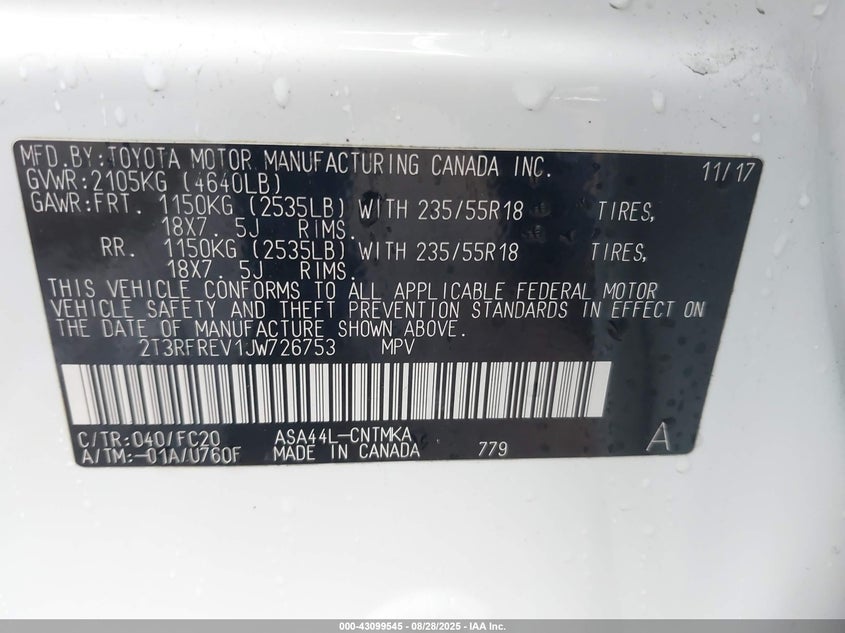 MFD.BY:TOYOTA MOTOR MANUFACTURING CANADA INC. 11/17
GVWR:2105KG (4640LB)
GAWR:FRT. 1150KG (2535LB) WITH 235/55R18 TIRES,
18X7. 5J RIMS.
RR. 1150KG (2535LB) WITH 235/55R18 TIRES,
18X7. 5J RIMS.
THIS VEHICLE CONFORMS TO ALL APPLICABLE FEDERAL MOTOR
VEHICLE SAFETY AND THEFT PREVENTION STANDARDS IN EFFECT ON
THE DATE OF MANUFACTURE SHOWN ABOVE.
2T3RFREV1JW726753 MPV
C/TR:040/FC20 ASA44L-CNTMKA A
A/TM:-01A/U760F MADE IN CANADA 779
000-43099545 - 08/28/2025 - IAA Inc.